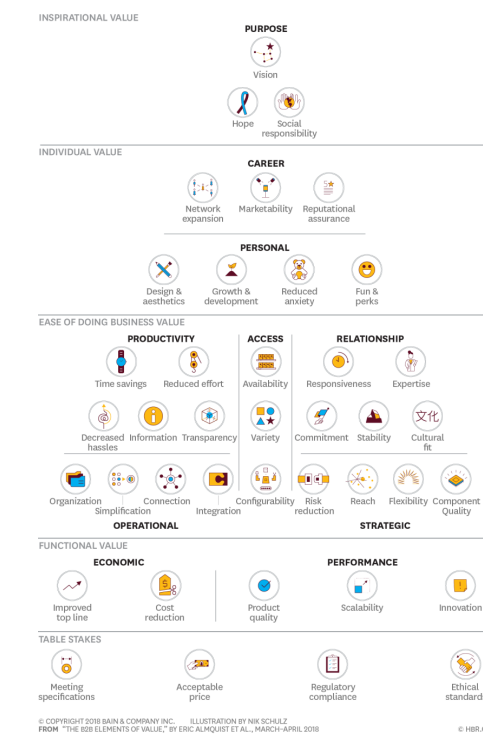 INSPIRATIONAL VALUE
PURPOSE
Vision
Hope
Social
responsibility
INDIVIDUAL VALUE
CAREER
Network
expansion
Marketability
Reputational
assurance
PERSONAL
Design &
aesthetics
Growth &
development
Reduced
anxiety
Fun &
perks
EASE OF DOING BUSINESS VALUE
PRODUCTIVITY
Time savings
Reduced effort
Decreased
hassles
Information
Transparency
ACCESS
Availability
Variety
Configurability
RELATIONSHIP
Responsiveness
Expertise
Commitment
Stability
文化
Cultural
fit
Organization
Simplification
Connection
Integration
OPERATIONAL
Risk
reduction
Reach
Flexibility
Component
Quality
STRATEGIC
FUNCTIONAL VALUE
ECONOMIC
Improved
top line
$
Cost
reduction
PERFORMANCE
Product
quality
Scalability
Innovation
TABLE STAKES
Meeting
specifications
Acceptable
price
Regulatory
compliance
Ethical
standard
© COPYRIGHT 2018 BAIN & COMPANY INC. ILLUSTRATION BY NIK SCHULZ
FROM "THE B2B ELEMENTS OF VALUE," BY ERIC ALMQUIST ET AL., MARCH–APRIL 2018
© HBR.